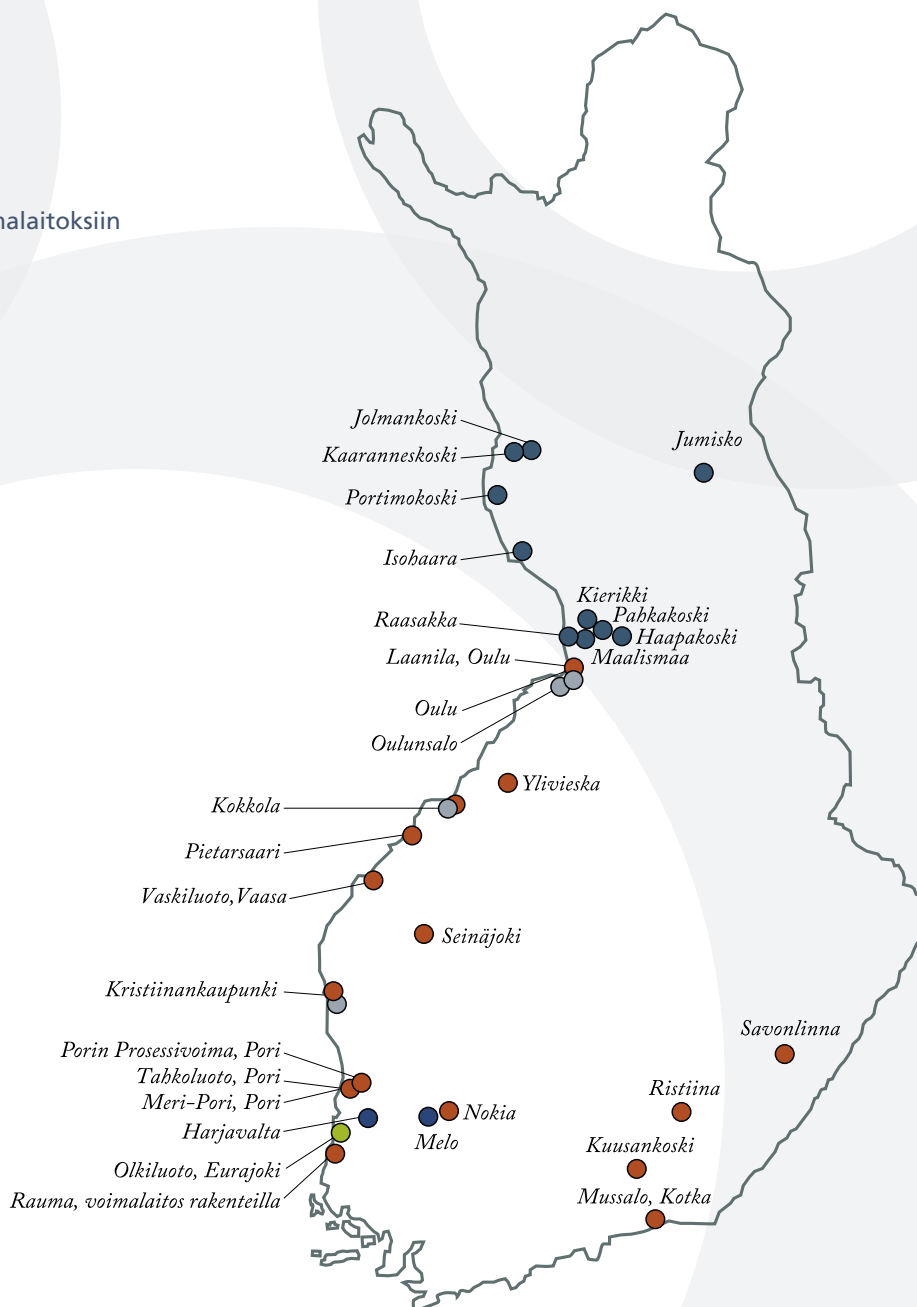 nalaitoksiin
Jolmankoski
Jumisko
Kaaranneskoski
Portimokoski
Isohaara
Kierikki
Pahkakoski
Raasakka
Haapakoski
Laanila, Oulu
Maalismaa
Oulu
Oulunsalo
Ylivieska
Kokkola
Pietarsaari
Vaskiluoto,Vaasa
Seinäjoki
Kristiinankaupunki
Savonlinna
Porin Prosessivoima, Pori
Tahkoluoto, Pori
Ristiina
Meri-Pori, Pori
Nokia
Harjavalta
Melo
Kuusankoski
Olkiluoto, Eurajoki
Mussalo, Kotka
Rauma, voimalaitos rakenteilla